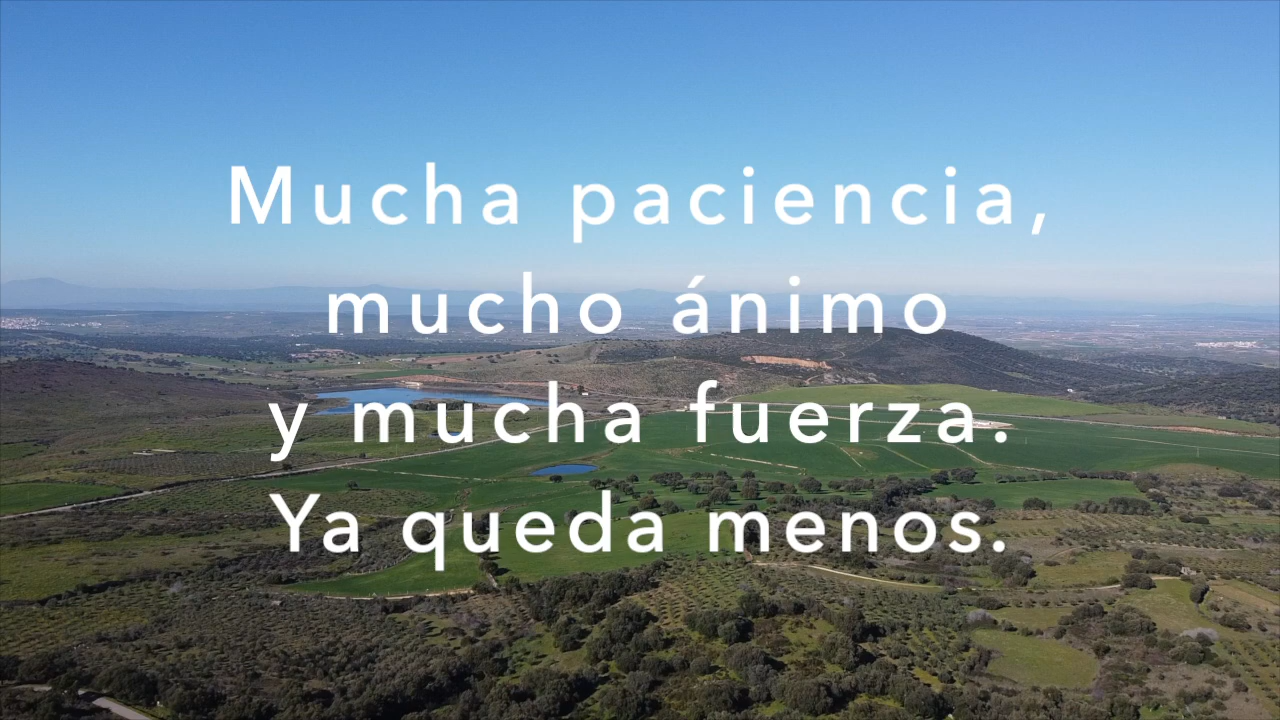 Mucha paciencia,
mucho ánimo
y mucha fuerza.
Ya queda menos.